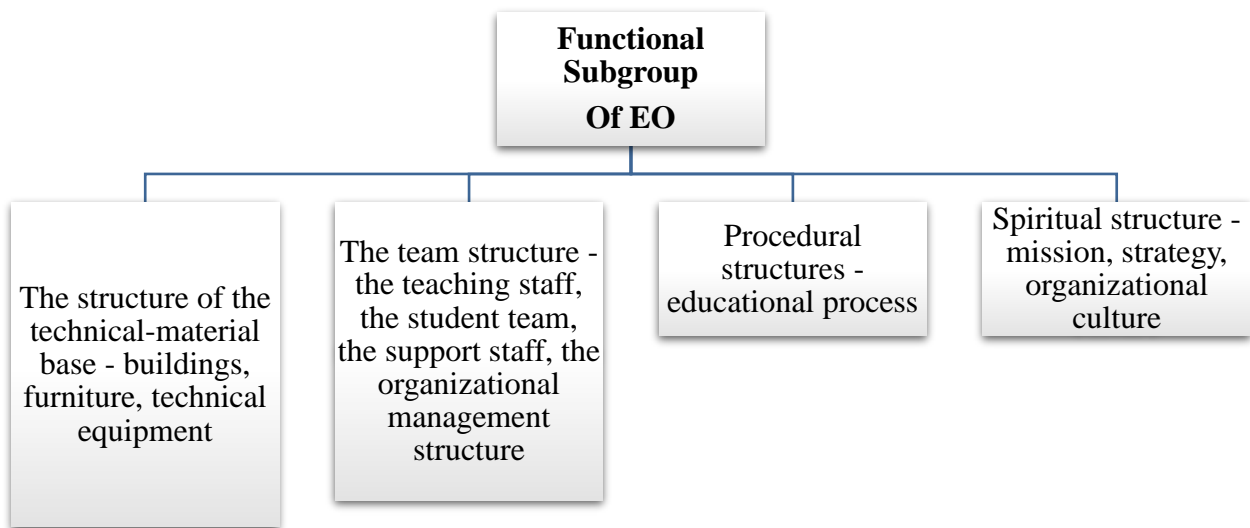 Functional
Subgroup
Of EO
The structure of the
technical-material
base - buildings,
furniture, technical
equipment
The team structure -
the teaching staff,
the student team,
the support staff, the
organizational
management
structure
Procedural
structures -
educational process
Spiritual structure -
mission, strategy,
organizational
culture